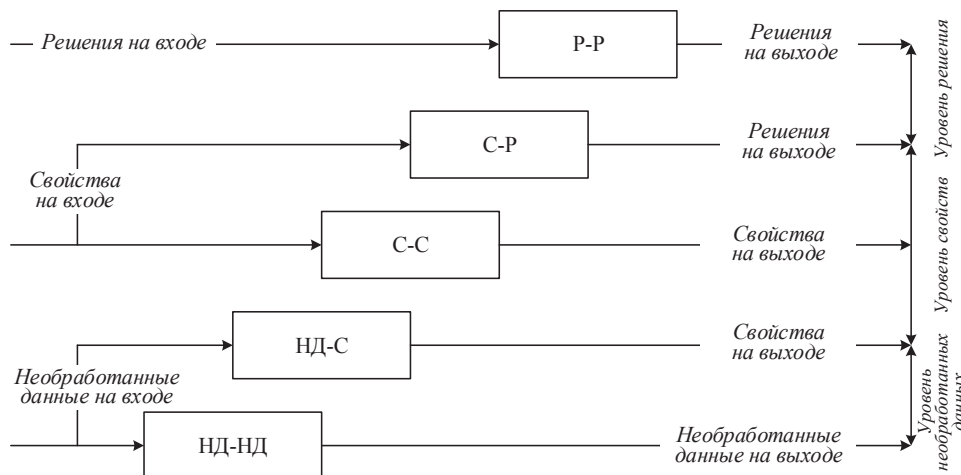 Решения на входе
Р-Р
Решения
на выходе
С-Р
Решения
на выходе
Свойства
на входе
С-С
Свойства
на выходе
НД-С
Свойства
на выходе
Необработанные
данные на входе
НД-НД
Необработанные
данные на выходе
Уровень решения
Уровень свойств
Уровень
необработанных
данных